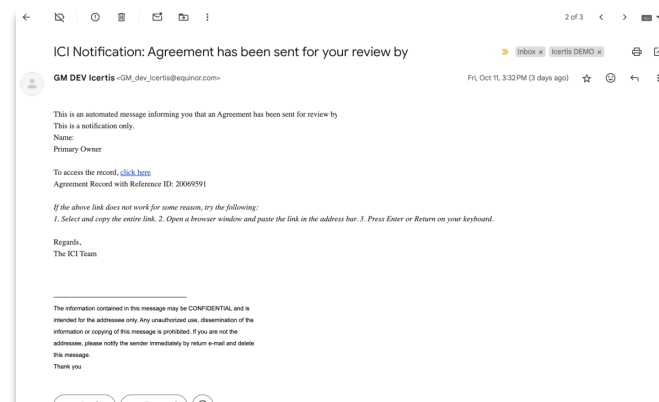 2 of 3
ICI Notification: Agreement has been sent for your review by
Inbox x
Icertis DEMO x
GM DEV Icertis <GM_dev_Icertis@equinor.com>
Fri, Oct 11, 3:32 PM (3 days ago)
This is an automated message informing you that an Agreement has been sent for review by
This is a notification only.
Name:
Primary Owner
To access the record, click here
Agreement Record with Reference ID: 20069591
If the above link does not work for some reason, try the following:
1. Select and copy the entire link. 2. Open a browser window and paste the link in the address bar. 3. Press Enter or Return on your keyboard.
Regards,
The ICI Team
--------------------------------------------------------
The information contained in this message may be CONFIDENTIAL and is
intended for the addressee only. Any unauthorized use, dissemination of the
information or copying of this message is prohibited. If you are not the
addressee, please notify the sender immediately by return e-mail and delete
this message.
Thank you